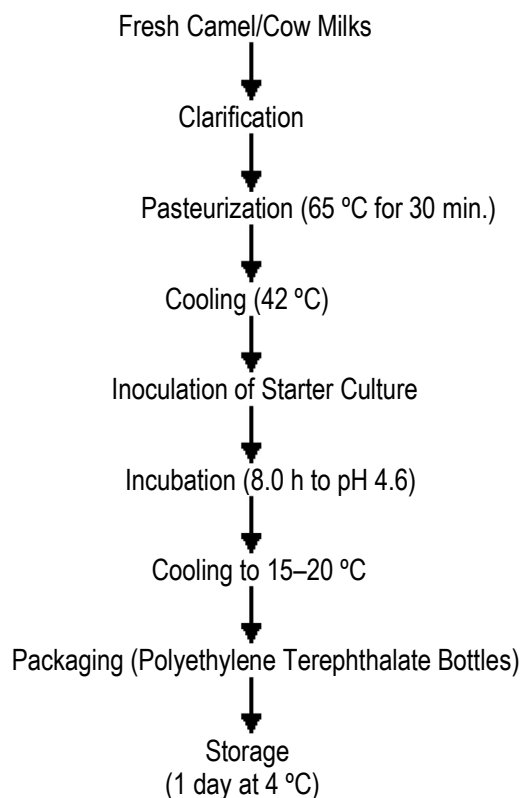 Fresh Camel/Cow Milks
Clarification
Pasteurization (65 ºC for 30 min.)
Cooling (42 ºC)
Inoculation of Starter Culture
Incubation (8.0 h to pH 4.6)
Cooling to 15–20 ºC
Packaging (Polyethylene Terephthalate Bottles)
Storage
(1 day at 4 ºC)